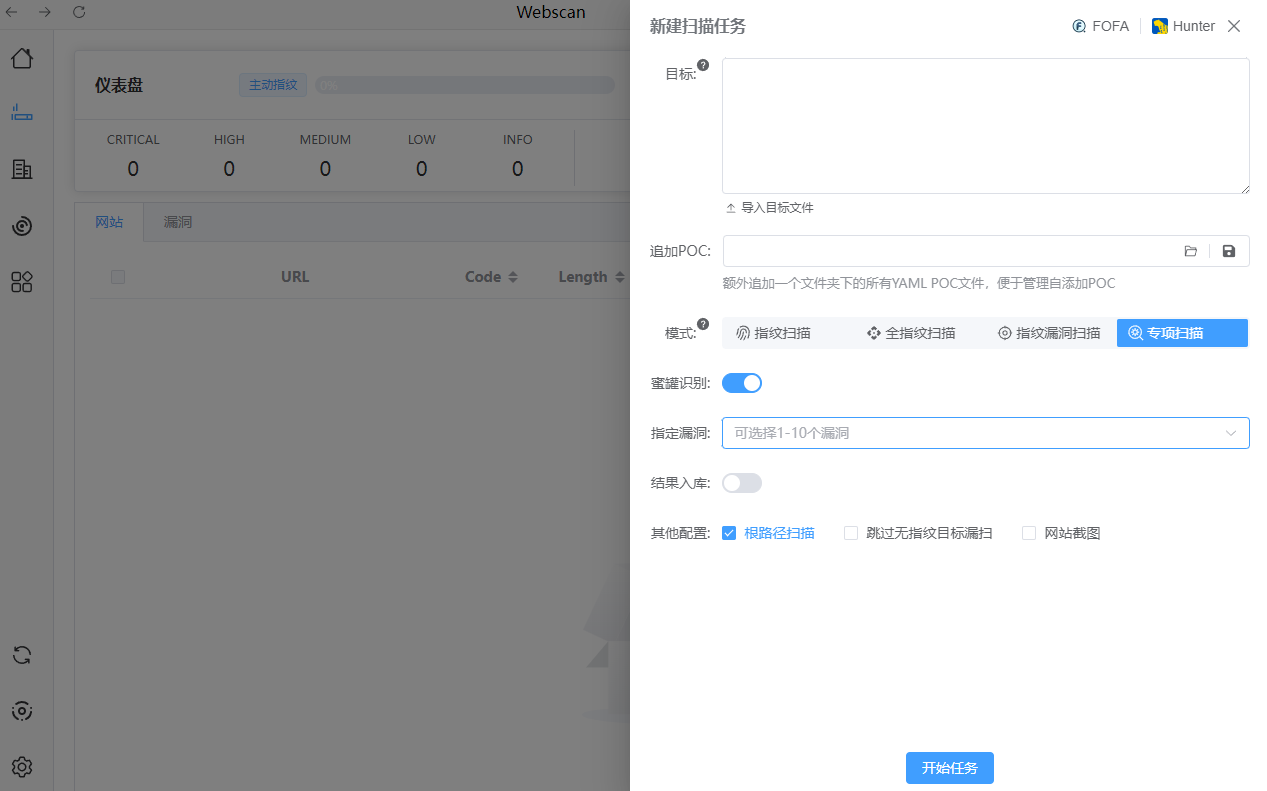 Webscan
仪表盘
主动指纹
0%
CRITICAL HIGH MEDIUM LOW INFO
0 0 0 0 0
网站 漏洞
URL Code Length
新建扫描任务
FOFA Hunter
目标:
导入目标文件
追加POC:
额外追加一个文件夹下的所有YAML POC文件，便于管理自添加POC
模式: 指纹扫描 全指纹扫描 指纹漏洞扫描 专项扫描
蜜罐识别:
指定漏洞: 可选择1-10个漏洞
结果入库:
其他配置: 根路径扫描 跳过无指纹目标漏扫 网站截图
开始任务